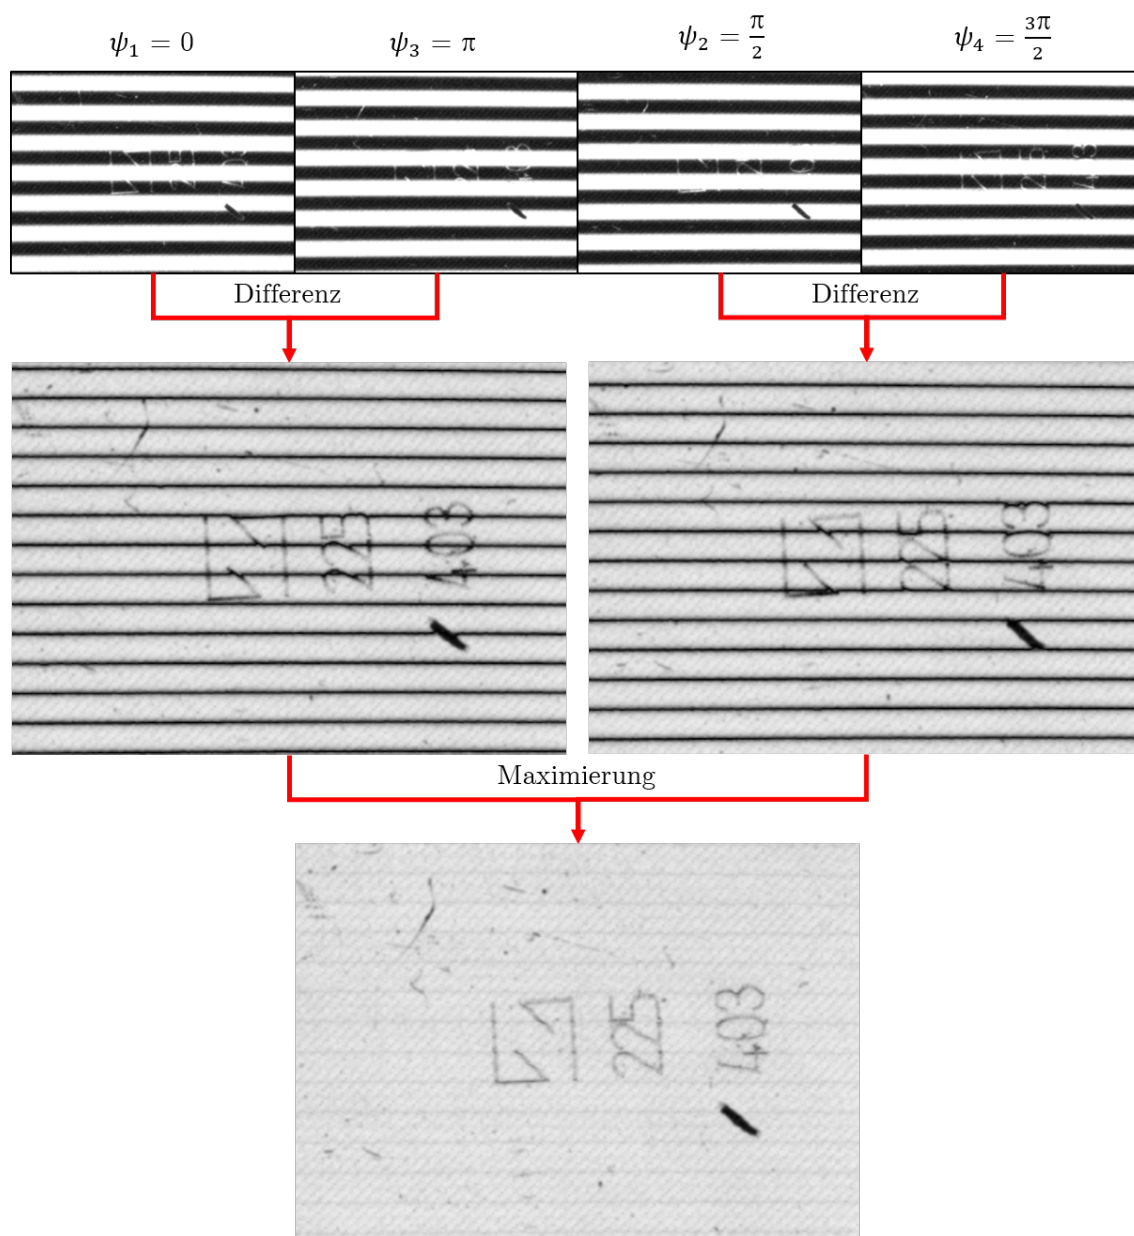 ψ₁ = 0
ψ₃ = π
ψ₂ = π/2
ψ₄ = 3π/2
Differenz
Differenz
Maximierung
225
403